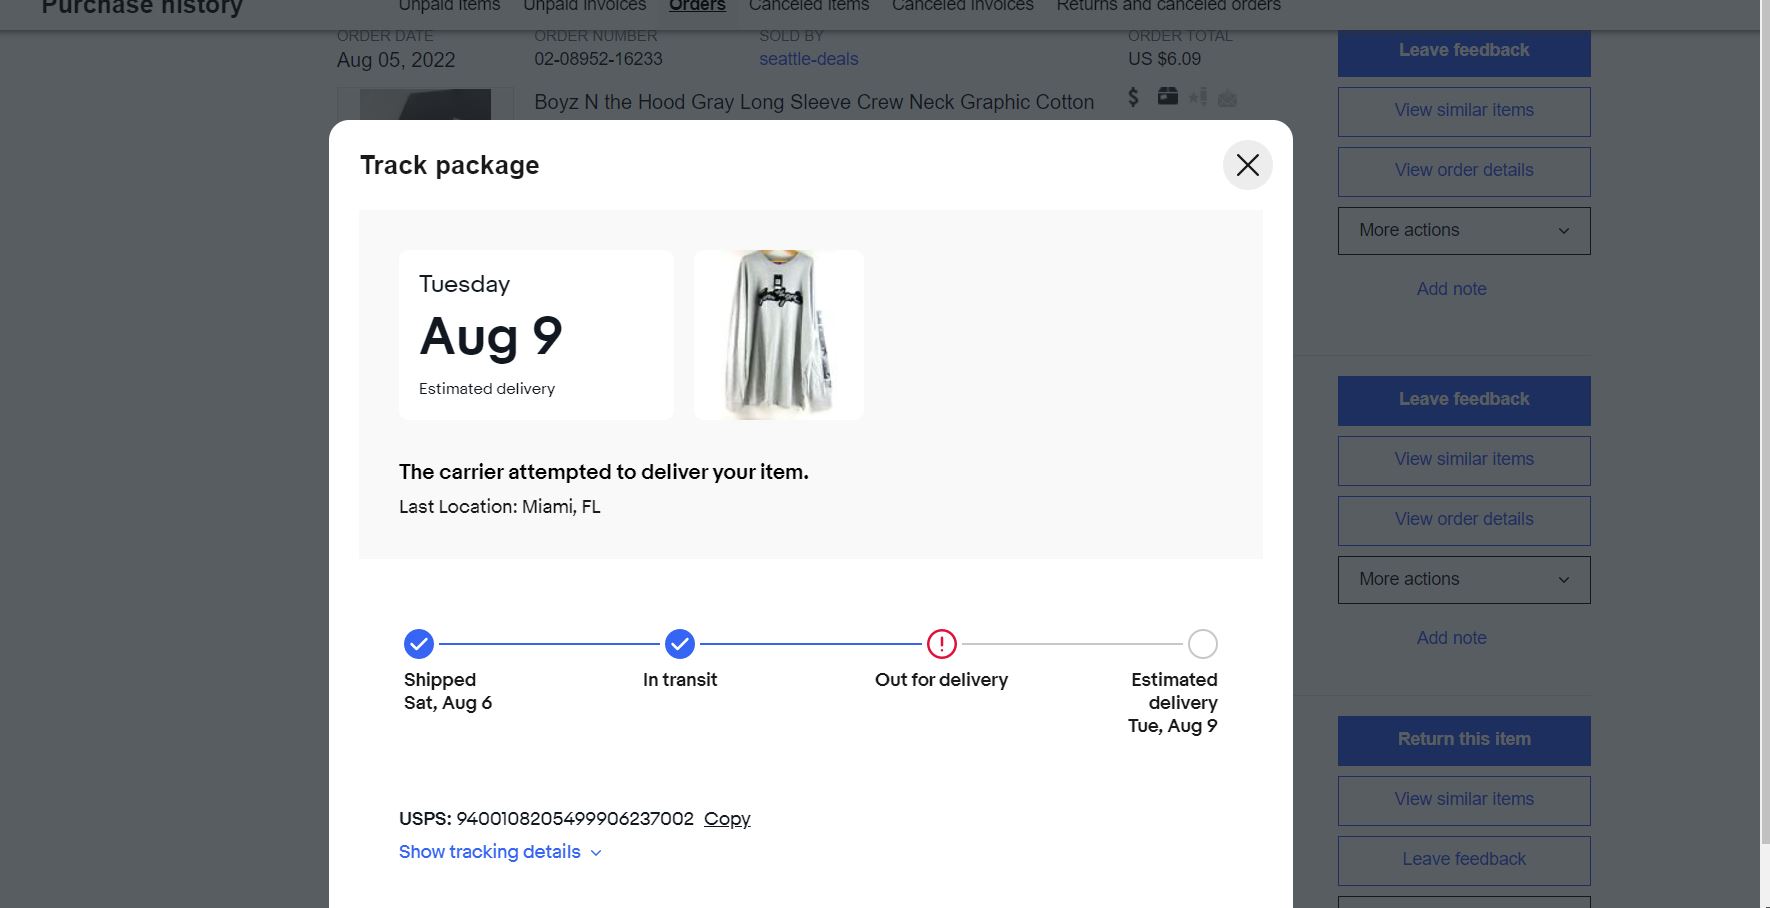 Purchase history
Unpaid items Unpaid invoices Orders Canceled items Canceled invoices Returns and canceled orders
ORDER DATE ORDER NUMBER SOLD BY ORDER TOTAL
Aug 05, 2022 02-08952-16233 seattle-deals US $6.09
Leave feedback
Boyz N the Hood Gray Long Sleeve Crew Neck Graphic Cotton
View similar items
View order details
More actions
Add note
Track package
Tuesday
Aug 9
Estimated delivery
The carrier attempted to deliver your item.
Last Location: Miami, FL
Shipped
Sat, Aug 6
In transit
Out for delivery
Estimated
delivery
Tue, Aug 9
USPS: 9400108205499906237002 Copy
Show tracking details
Leave feedback
View similar items
View order details
More actions
Add note
Return this item
View similar items
Leave feedback